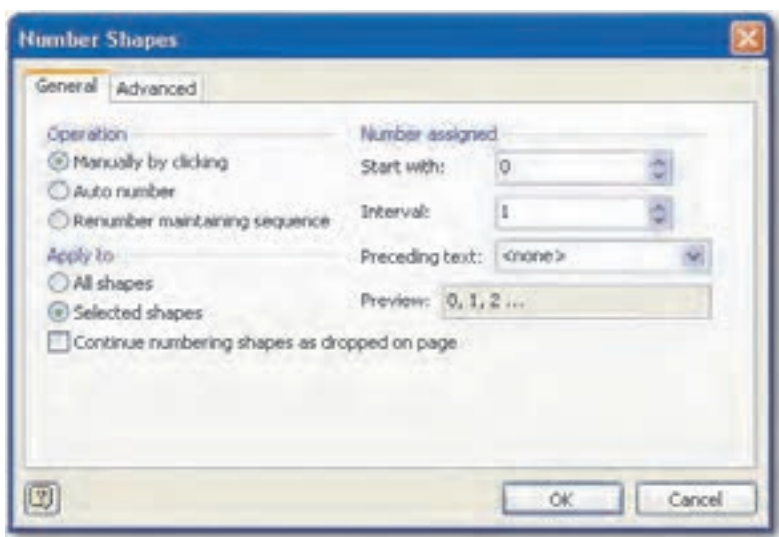 Number Shapes
General
Advanced
Operation
Manually by clicking
Auto number
Renumber maintaining sequence
Apply to
All shapes
Selected shapes
Continue numbering shapes as dropped on page
Number assigned
Start with: 0
Interval: 1
Preceding text: <none>
Preview: 0, 1, 2 ...
?
OK
Cancel